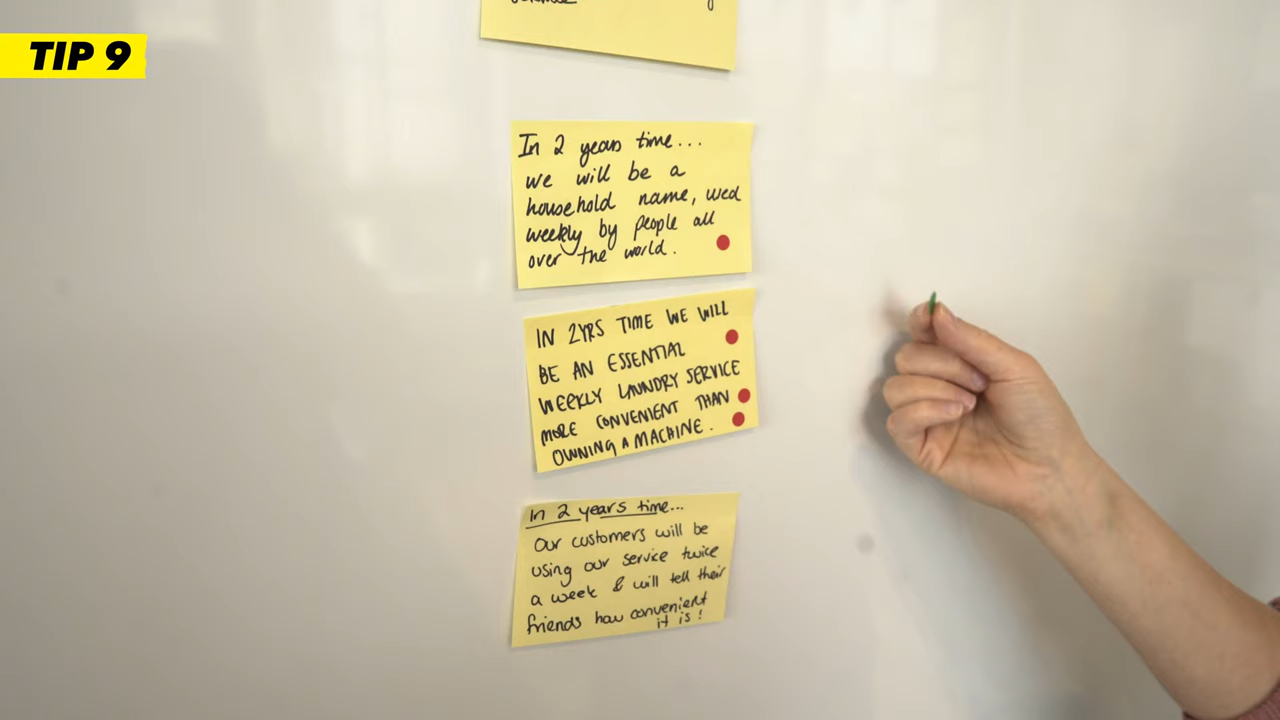 TIP 9
In 2 years time...
we will be a
household name, used
weekly by people all
over the world.
IN 2YRS TIME WE WILL
BE AN ESSENTIAL
WEEKLY LAUNDRY SERVICE
MORE CONVENIENT THAN
OWNING A MACHINE.
In 2 years time...
Our customers will be
using our service twice
a week & will tell their
friends how convenient
it is!